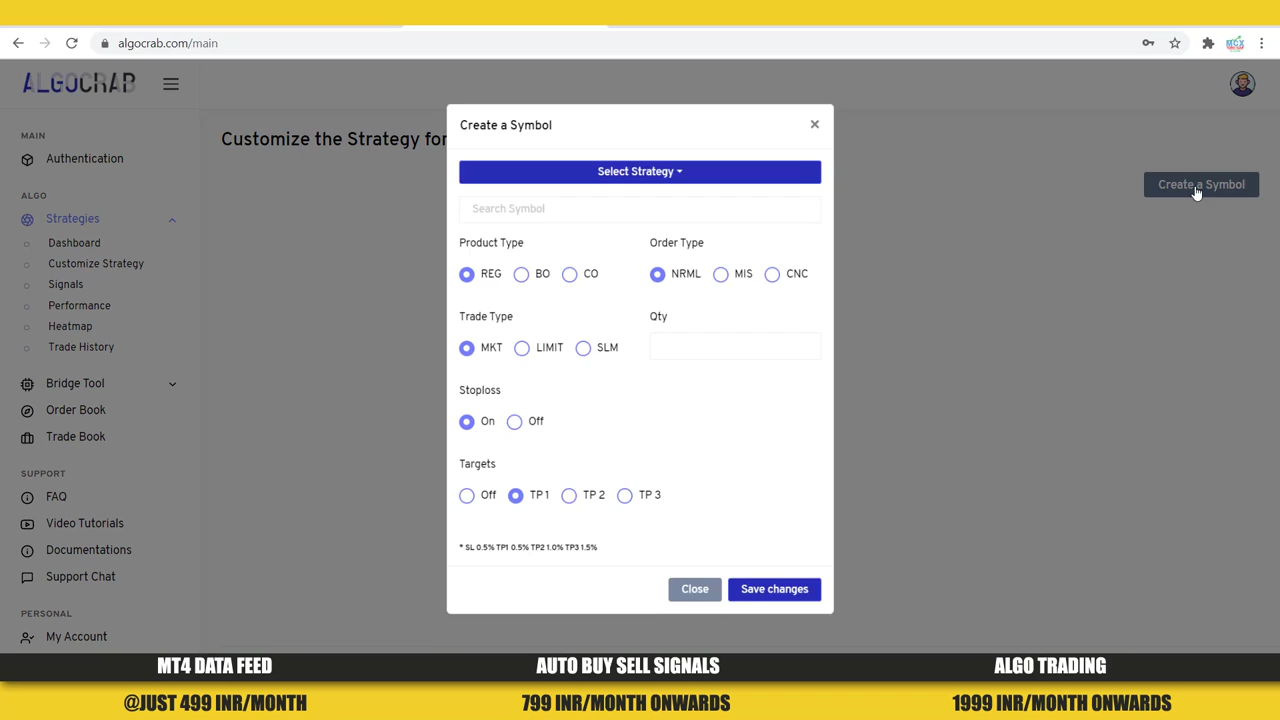 algocrab.com/main
MCX
ALGOCRAB
MAIN
Authentication
ALGO
Strategies
Dashboard
Customize Strategy
Signals
Performance
Heatmap
Trade History
Bridge Tool
Order Book
Trade Book
SUPPORT
FAQ
Video Tutorials
Documentations
Support Chat
PERSONAL
My Account
Customize the Strategy for
Create a Symbol
Create a Symbol
×
Select Strategy
Search Symbol
Product Type
REG BO CO
Order Type
NRML MIS CNC
Trade Type
MKT LIMIT SLM
Qty
Stoploss
On Off
Targets
Off TP 1 TP 2 TP 3
* SL 0.5% TP1 0.5% TP2 1.0% TP3 1.5%
Close Save changes
MT4 DATA FEED
@JUST 499 INR/MONTH
AUTO BUY SELL SIGNALS
799 INR/MONTH ONWARDS
ALGO TRADING
1999 INR/MONTH ONWARDS